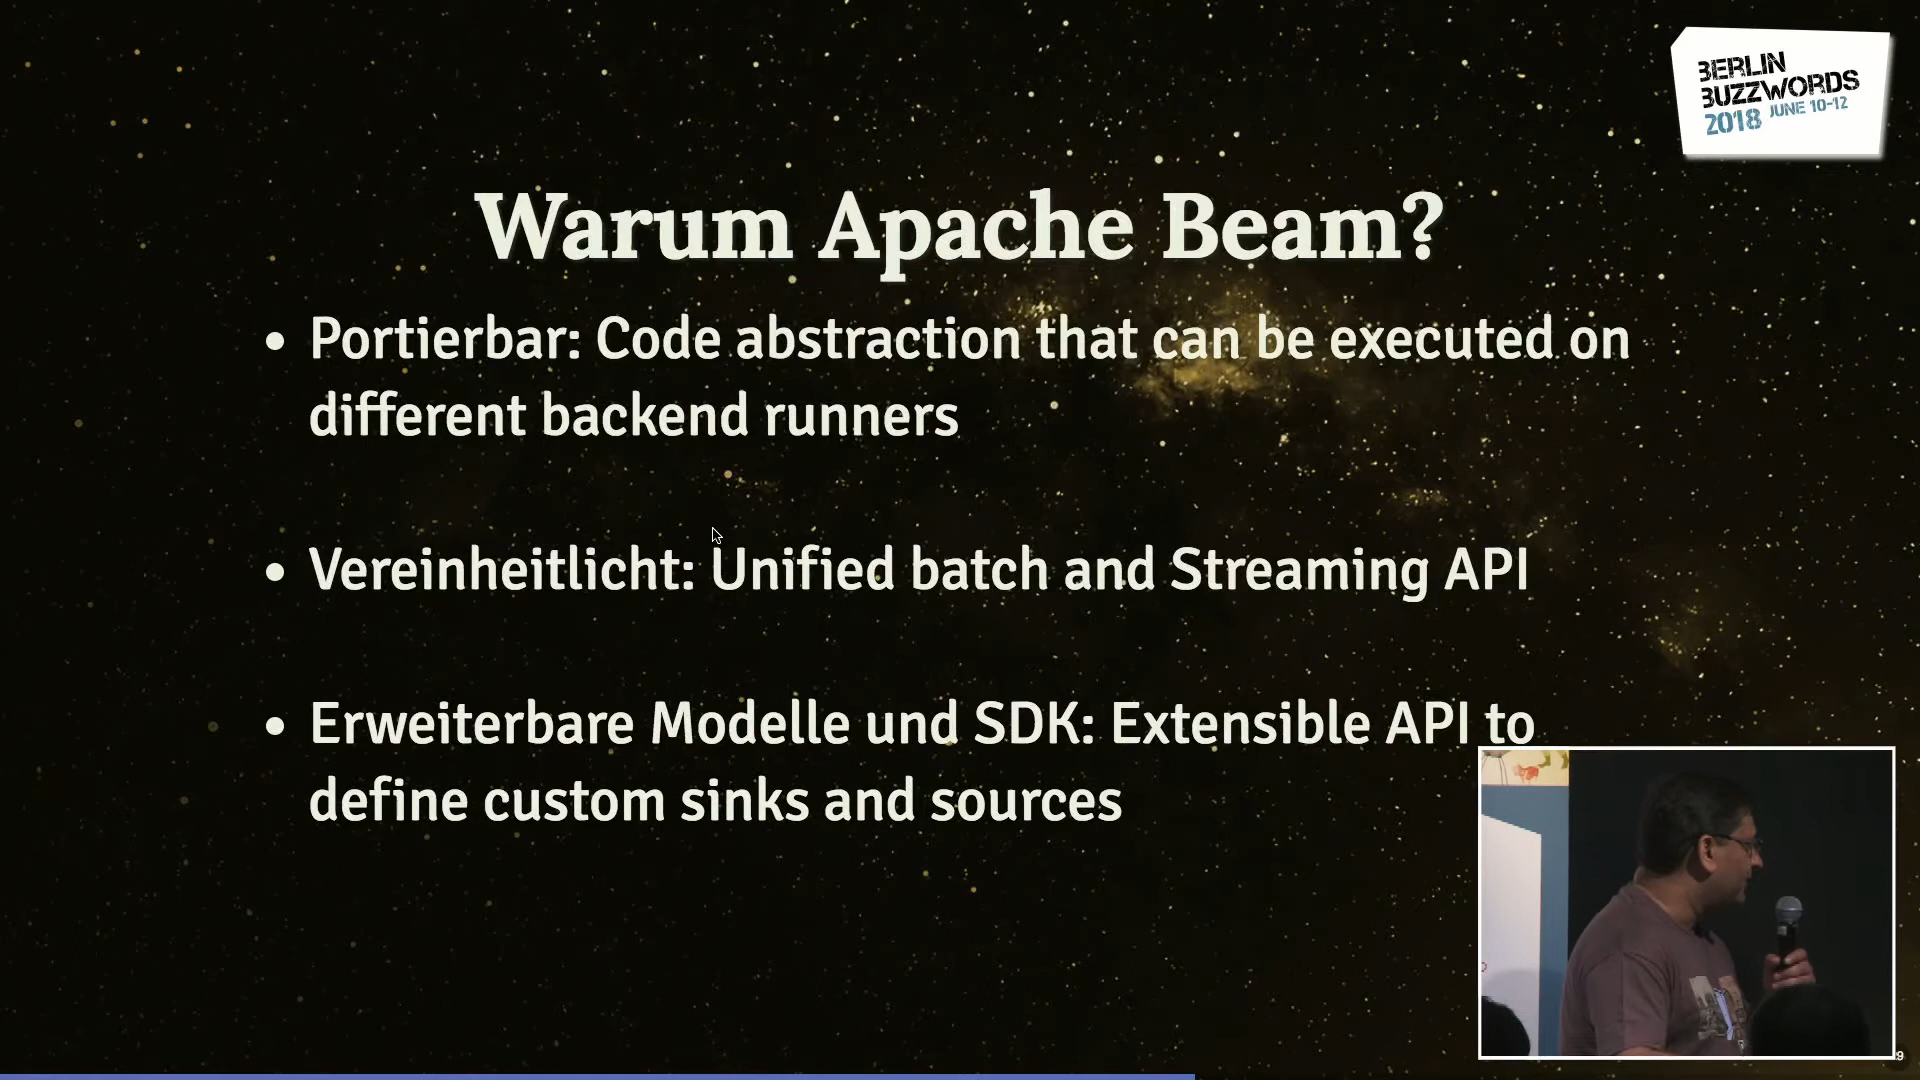 BERLIN
BUZZWORDS
2018 JUNE 10-12
Warum Apache Beam?
• Portierbar: Code abstraction that can be executed on
different backend runners
• Vereinheitlicht: Unified batch and Streaming API
• Erweiterbare Modelle und SDK: Extensible API to
define custom sinks and sources